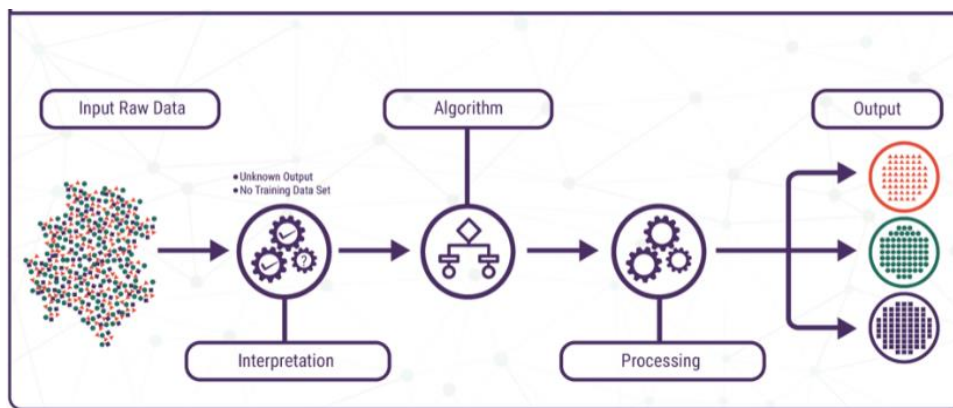 Input Raw Data
Algorithm
Output
● Unknown Output
● No Training Data Set
?
Interpretation
Processing